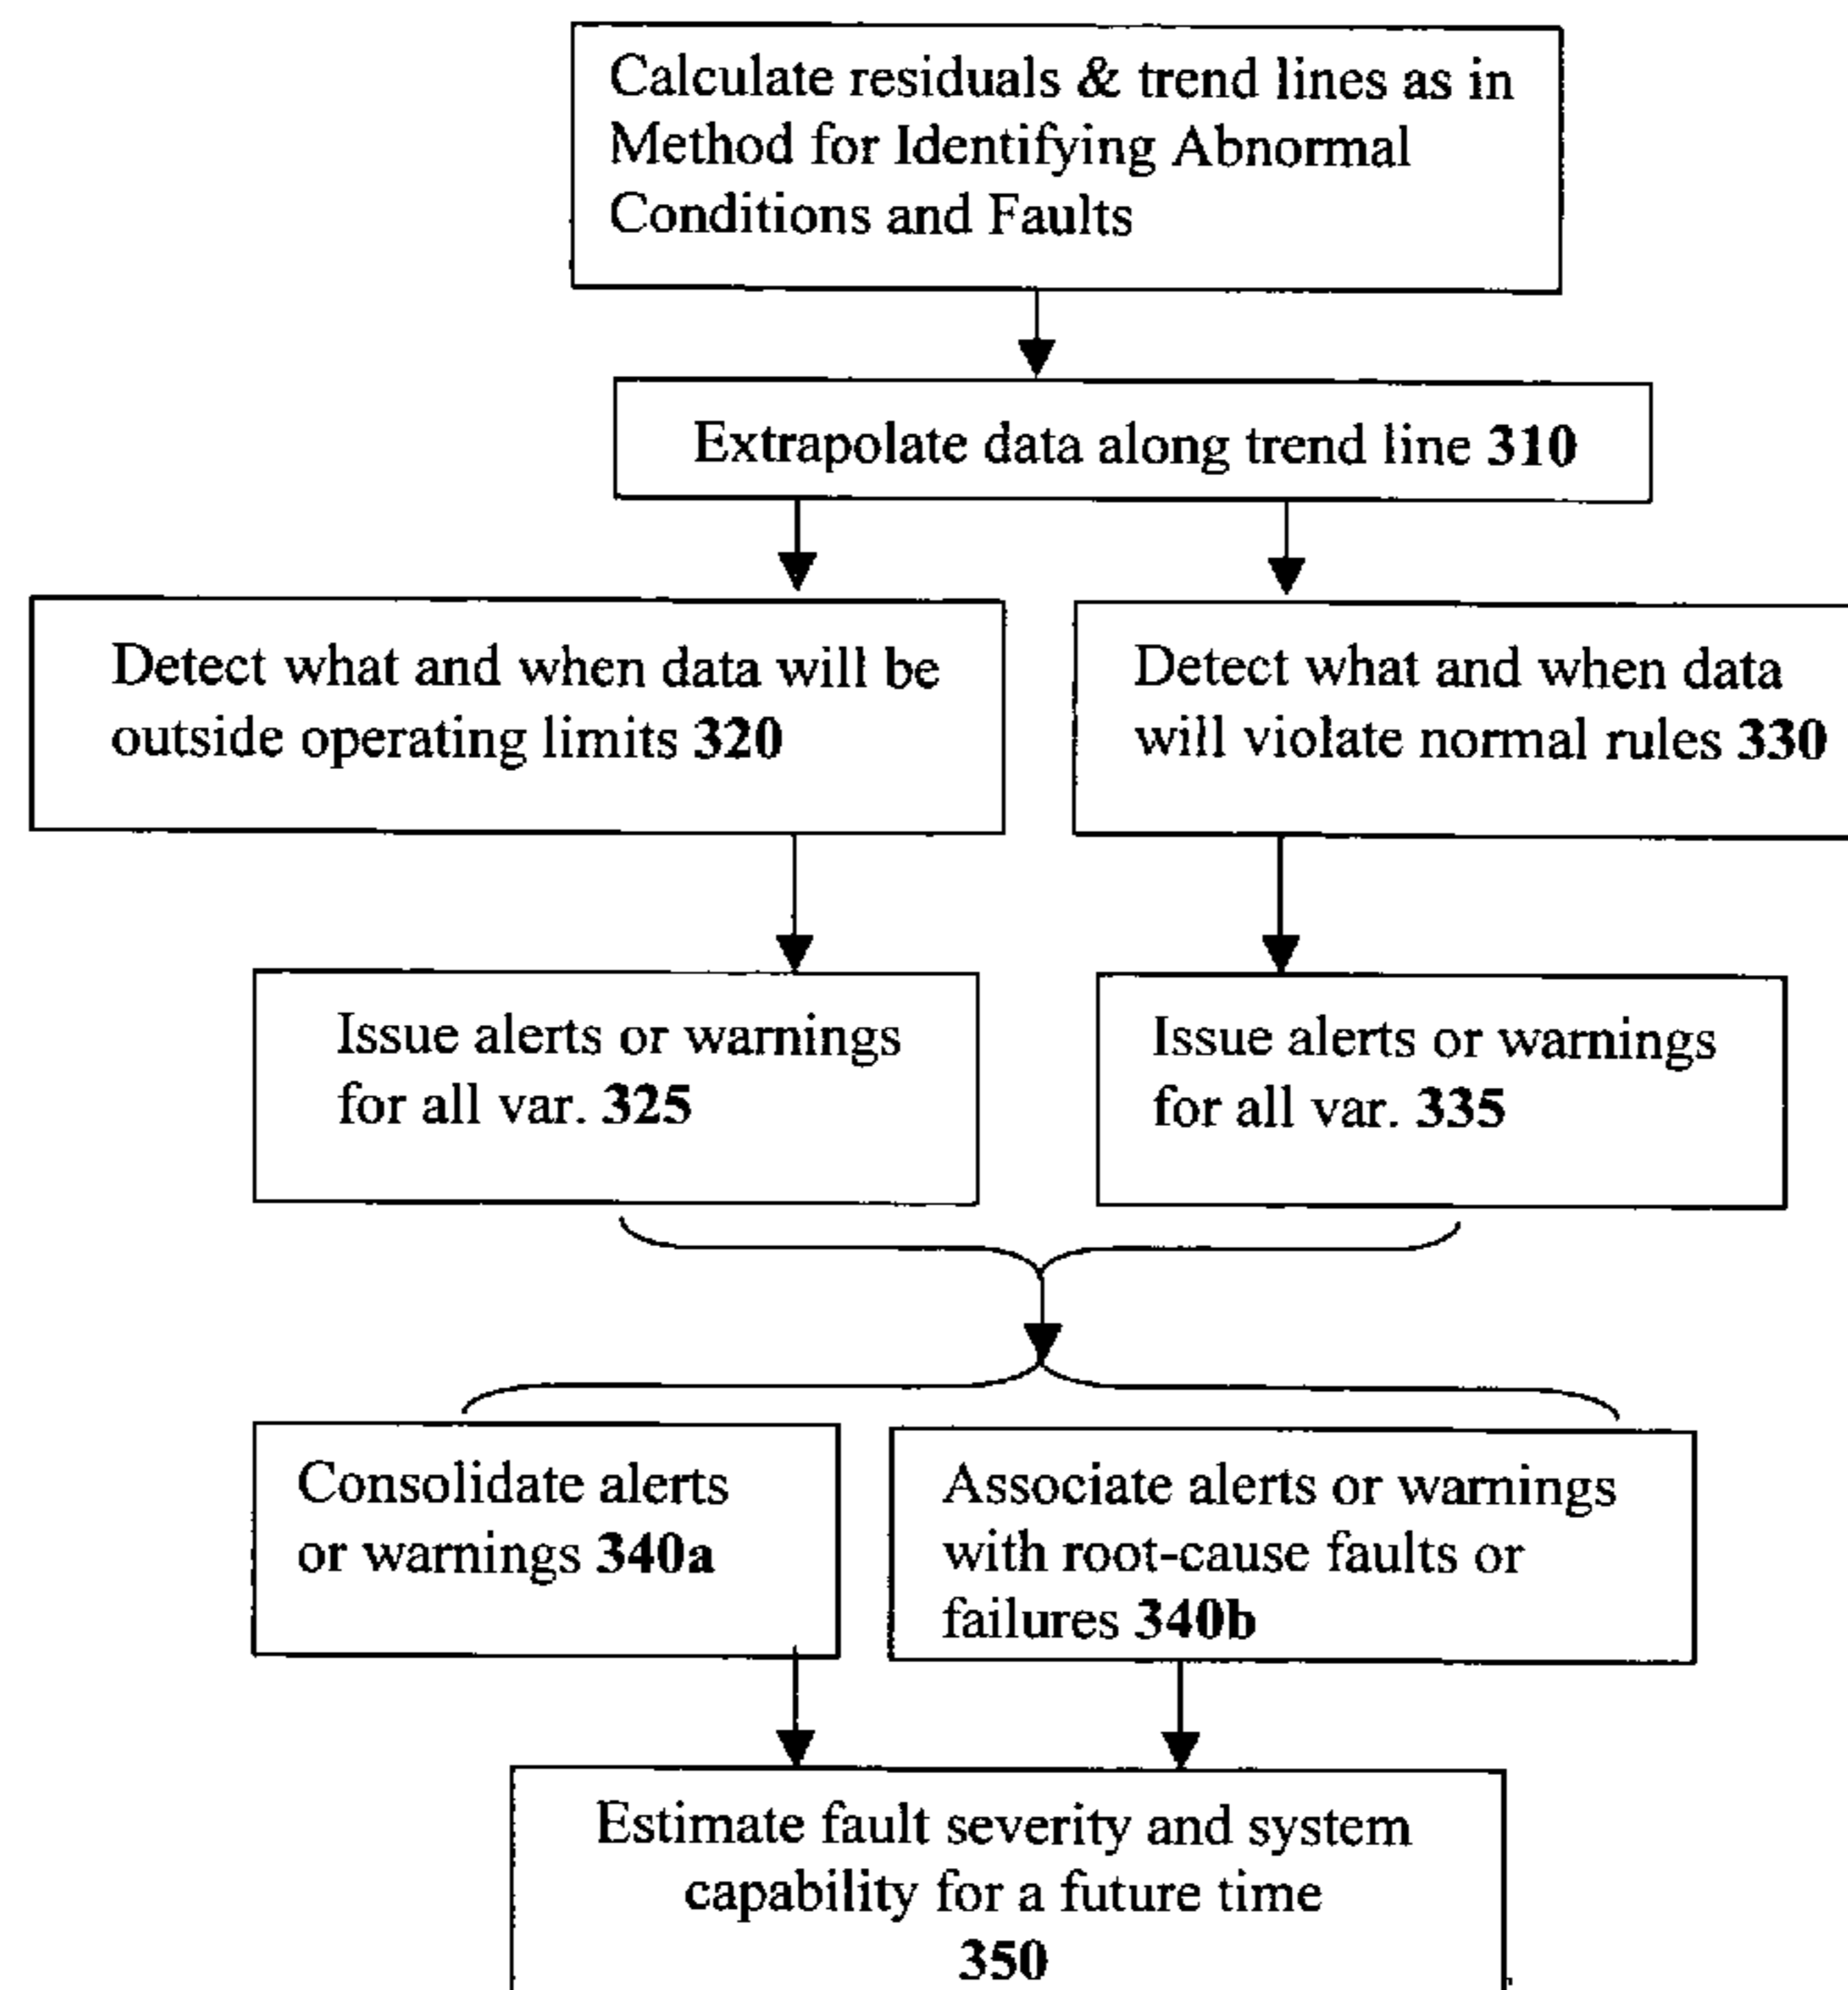 Calculate residuals & trend lines as in
Method for Identifying Abnormal
Conditions and Faults
Extrapolate data along trend line 310
Detect what and when data will be
outside operating limits 320
Detect what and when data
will violate normal rules 330
Issue alerts or warnings
for all var. 325
Issue alerts or warnings
for all var. 335
Consolidate alerts
or warnings 340a
Associate alerts or warnings
with root-cause faults or
failures 340b
Estimate fault severity and system
capability for a future time
350